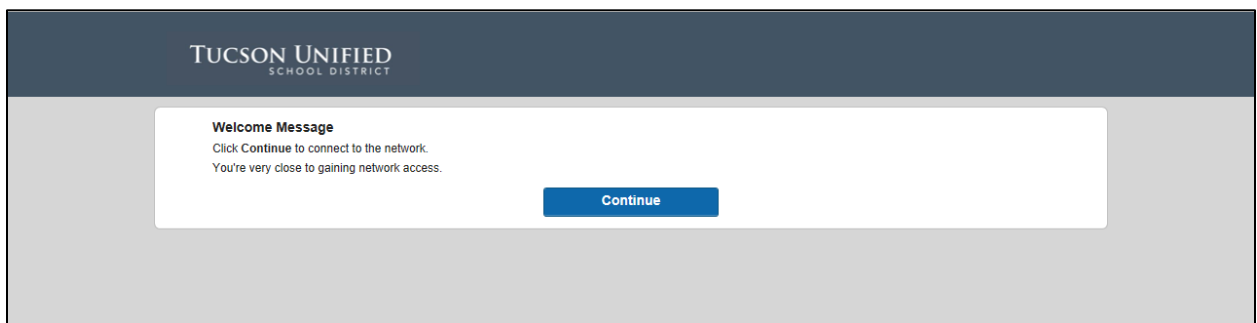 TUCSON UNIFIED
SCHOOL DISTRICT
Welcome Message
Click Continue to connect to the network.
You're very close to gaining network access.
Continue